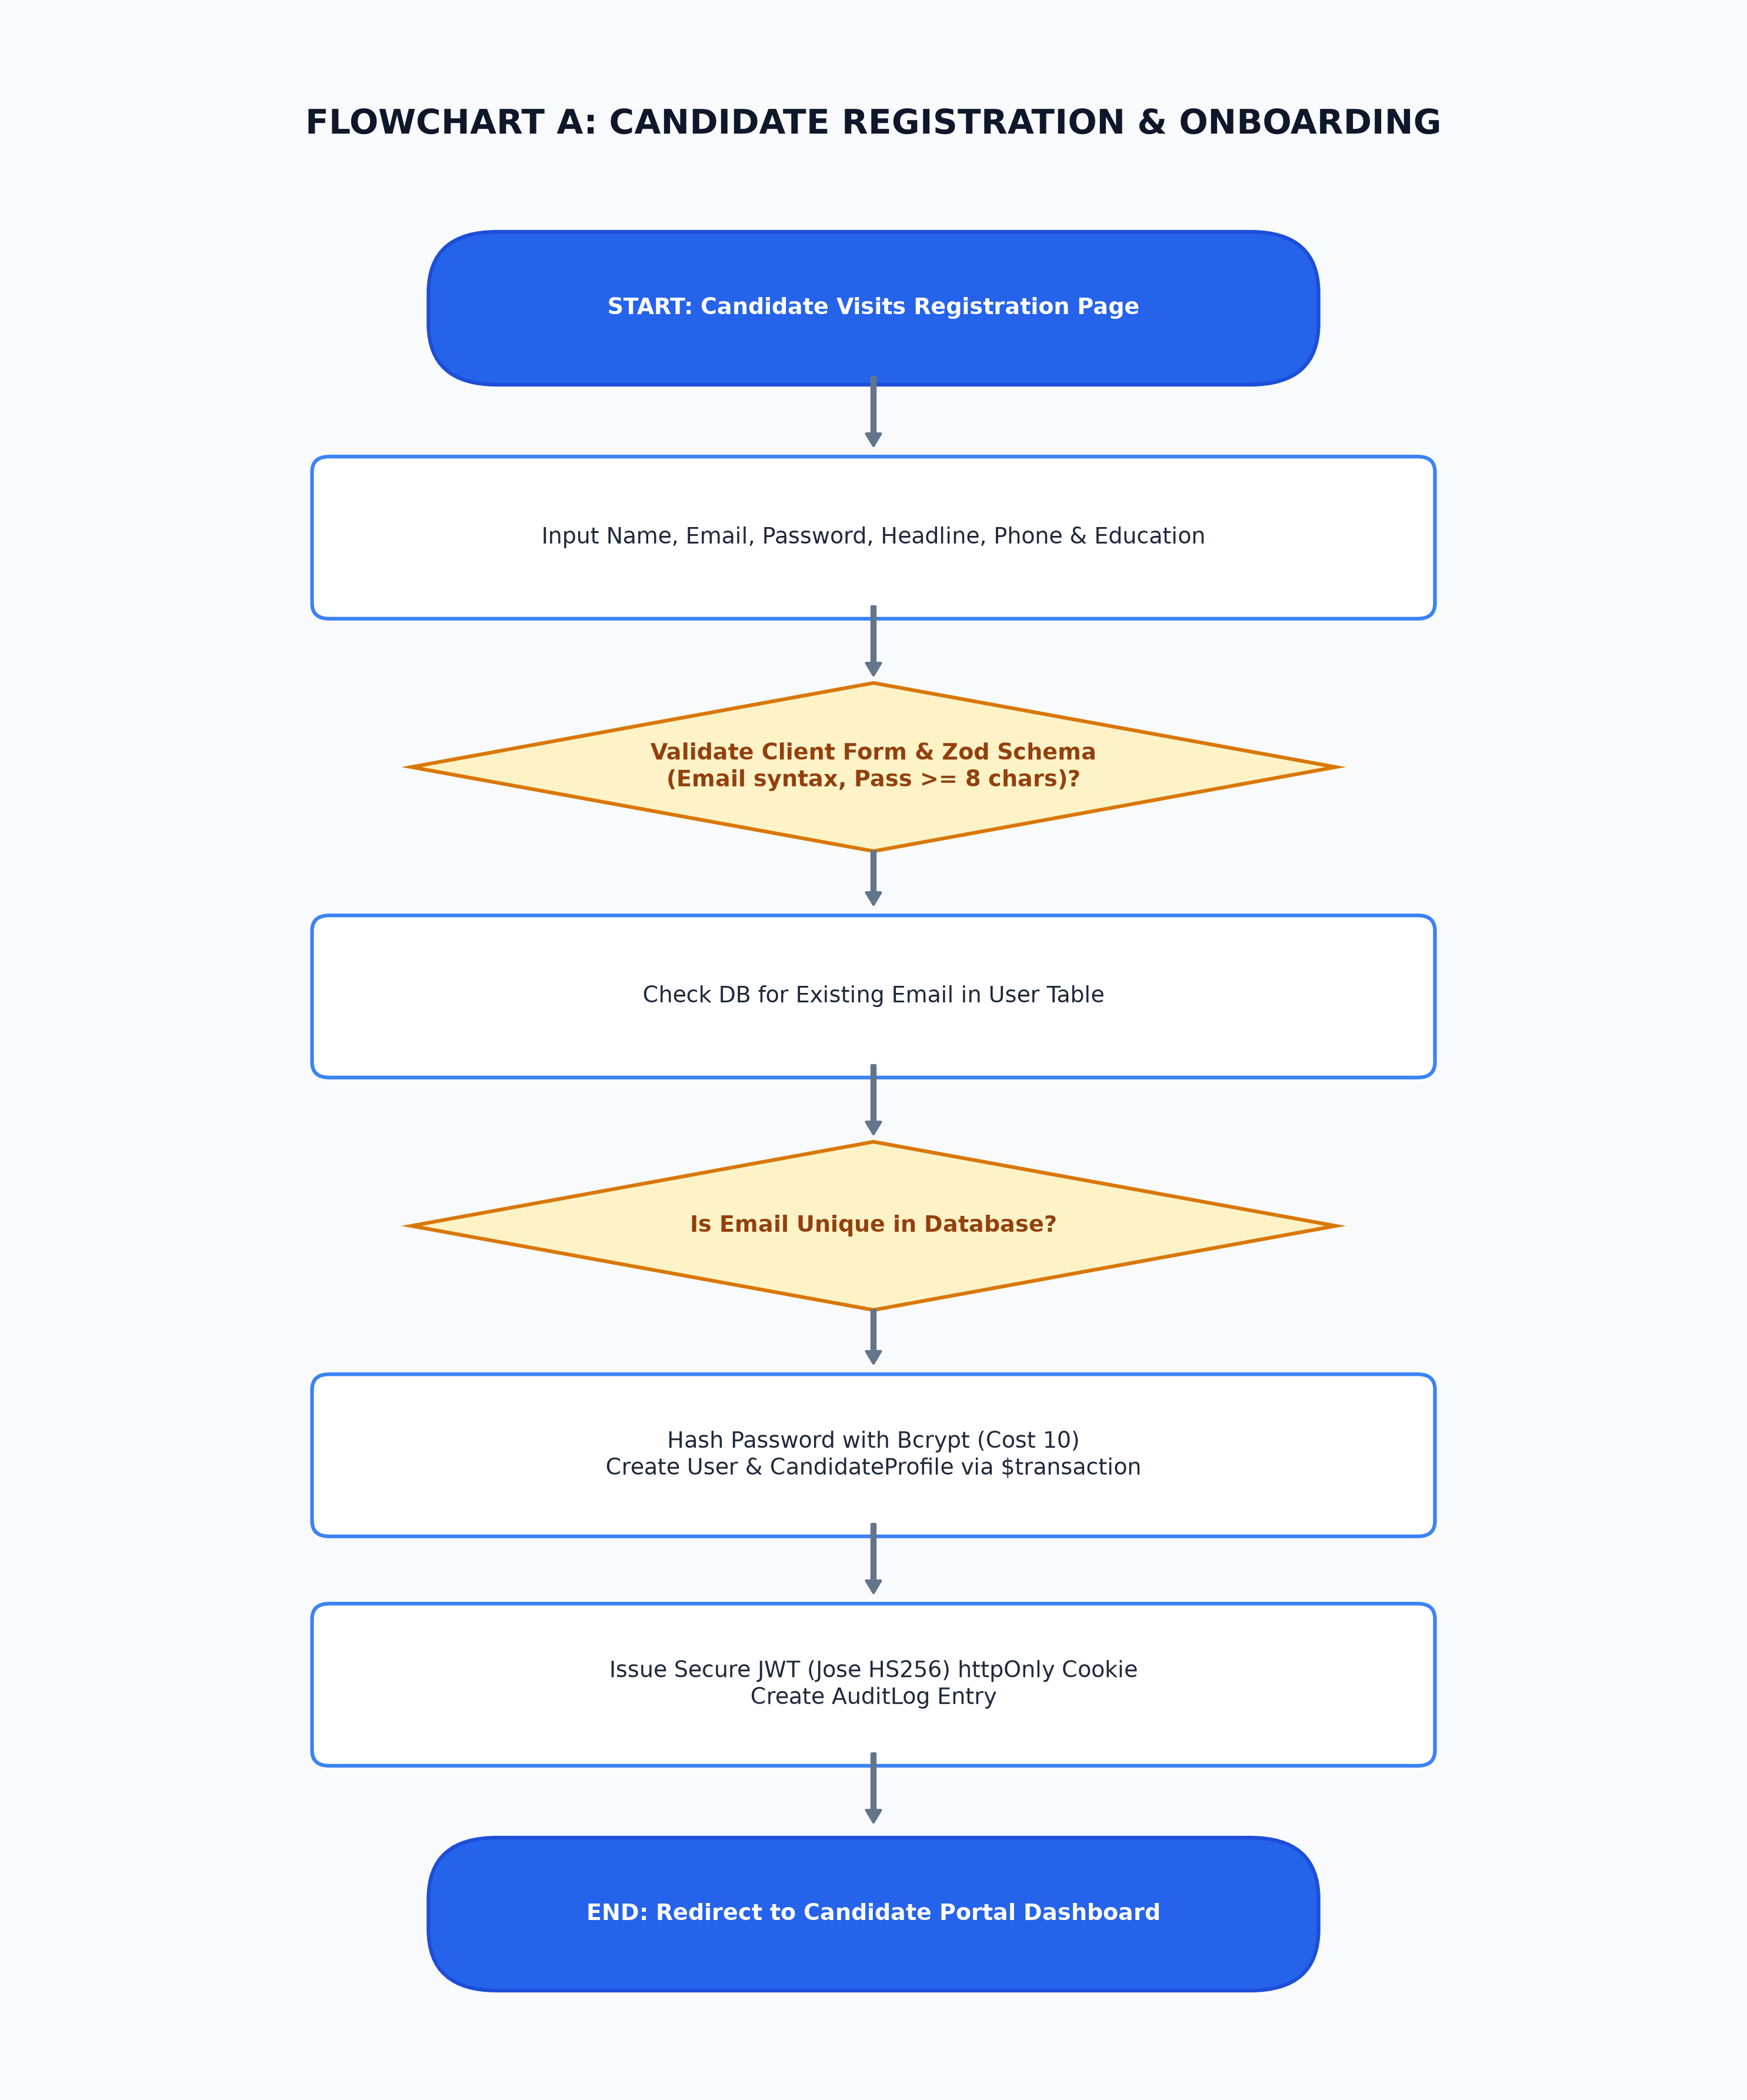 FLOWCHART A: CANDIDATE REGISTRATION & ONBOARDING
START: Candidate Visits Registration Page
Input Name, Email, Password, Headline, Phone & Education
Validate Client Form & Zod Schema
(Email syntax, Pass >= 8 chars)?
Check DB for Existing Email in User Table
Is Email Unique in Database?
Hash Password with Bcrypt (Cost 10)
Create User & CandidateProfile via $transaction
Issue Secure JWT (Jose HS256) httpOnly Cookie
Create AuditLog Entry
END: Redirect to Candidate Portal Dashboard